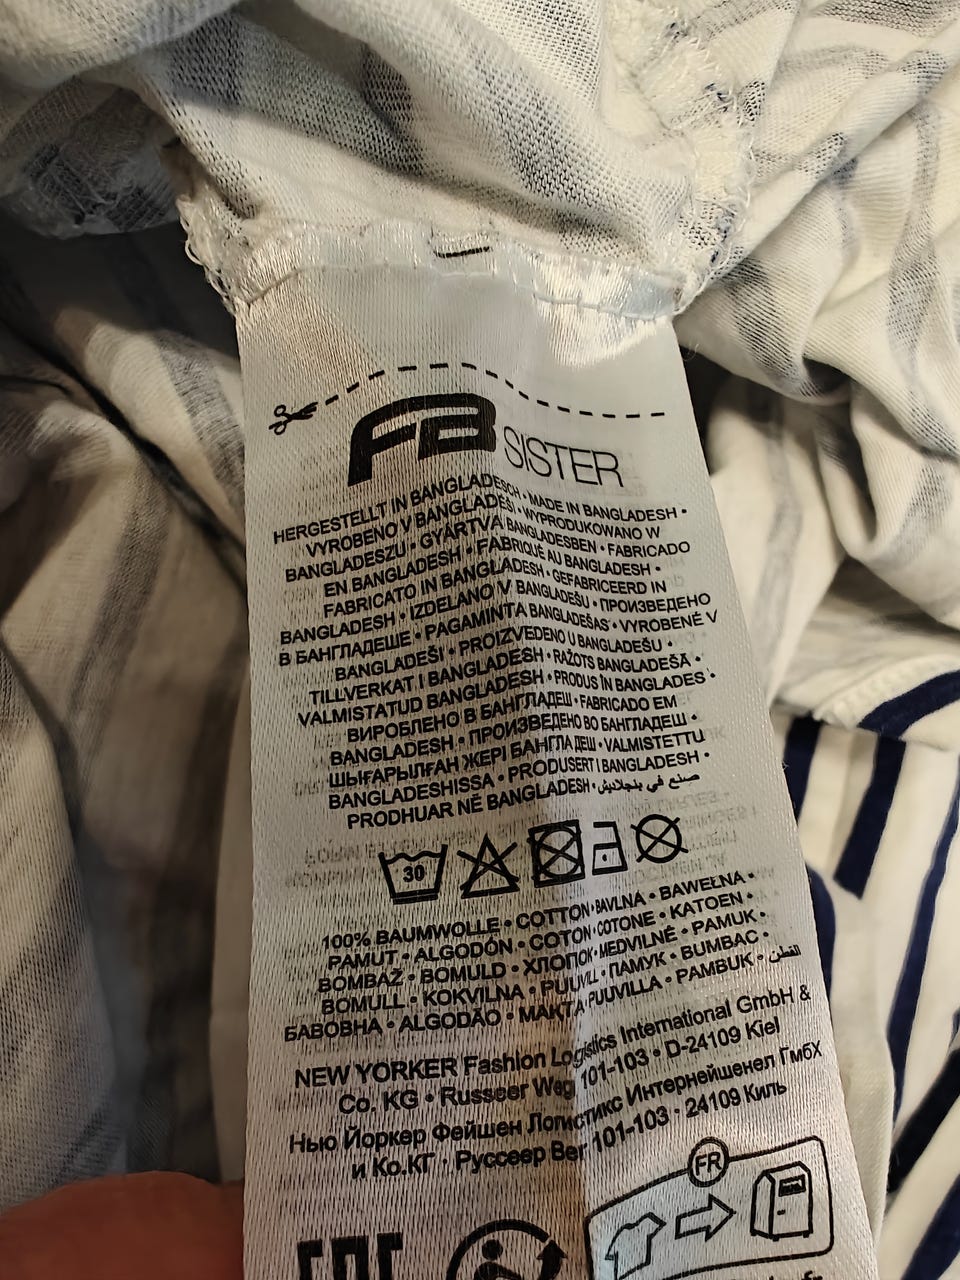 FB SISTER
HERGESTELLT IN BANGLADESCH • MADE IN BANGLADESH •
VYROBENO V BANGLADÉŠI • WYPRODUKOWANO W
BANGLADESZU • GYÁRTVA BANGLADESBEN • FABRICADO
EN BANGLADESH • FABRIQUÉ AU BANGLADESH •
FABRICATO IN BANGLADESH • GEFABRICEERD IN
BANGLADESH • IZDELANO V BANGLADEŠU • ПРОИЗВЕДЕНО
В БАНГЛАДЕШЕ • PAGAMINTA BANGLADEŠAS • VYROBENÉ V
BANGLADEŠI • PROIZVEDENO U BANGLADEŠU •
TILLVERKAT I BANGLADESH • RAŽOTS BANGLADEŠĀ •
VALMISTATUD BANGLADESH • PRODUS ÎN BANGLADES •
ВИРОБЛЕНО В БАНГЛАДЕШ • FABRICADO EM
BANGLADESH • ПРОИЗВЕДЕНО ВО БАНГЛАДЕШ •
ШЫҒАРЫЛҒАН ЖЕРІ БАНГЛАДЕШ • VALMISTETTU
BANGLADESHISSA • PRODUSERT I BANGLADESH •
PRODHUAR NË BANGLADESH • صنع في بنجلاديش
30
100% BAUMWOLLE • COTTON • BAVLNA • BAWEŁNA •
PAMUT • ALGODÓN • COTON • COTONE • KATOEN •
BOMBAŽ • BOMULD • ХЛОПОК • MEDVILNĖ • PAMUK •
BOMULL • KOKVILNA • PUUVILL • ПАМУК • BUMBAC •
БАВОВНА • ALGODÃO • МАКТА PUUVILLA • PAMBUK • القطن
NEW YORKER Fashion Logistics International GmbH &
Co. KG • Russeer Weg 101-103 • D-24109 Kiel
Нью Йоркер Фейшен Логистикс Интернейшенел Гмбх
и Ко.КГ • Руссеер Вег 101-103 • 24109 Киль
FR